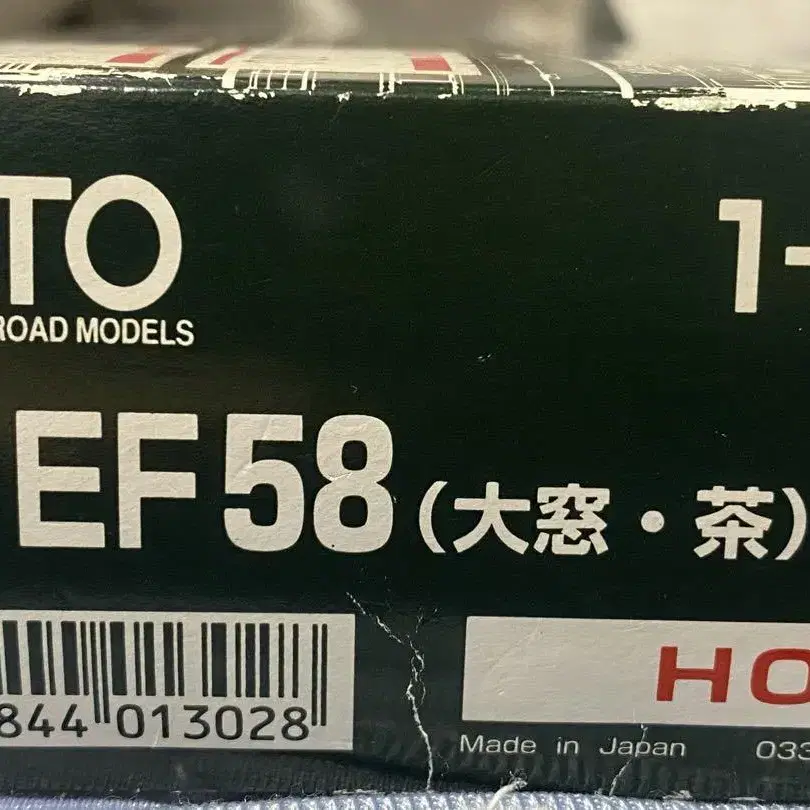 TO
ROAD MODELS
1-
EF58(大窓・茶)
844 013028
HO
Made in Japan 033